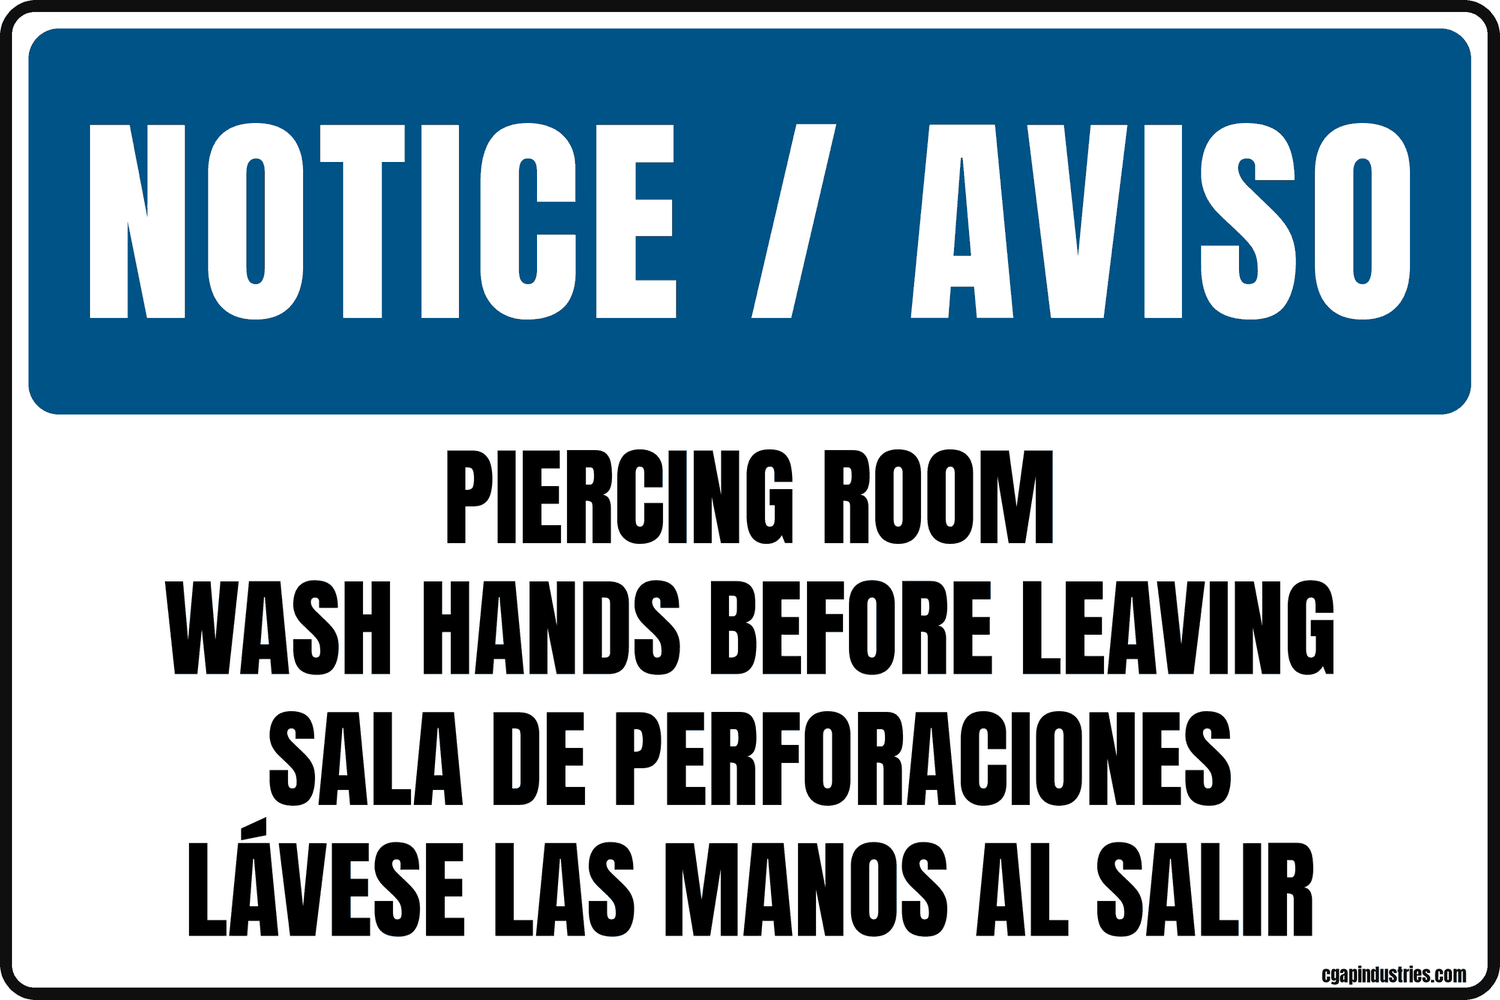 NOTICE / AVISO
PIERCING ROOM
WASH HANDS BEFORE LEAVING
SALA DE PERFORACIONES
LÁVESE LAS MANOS AL SALIR
cgapindustries.com